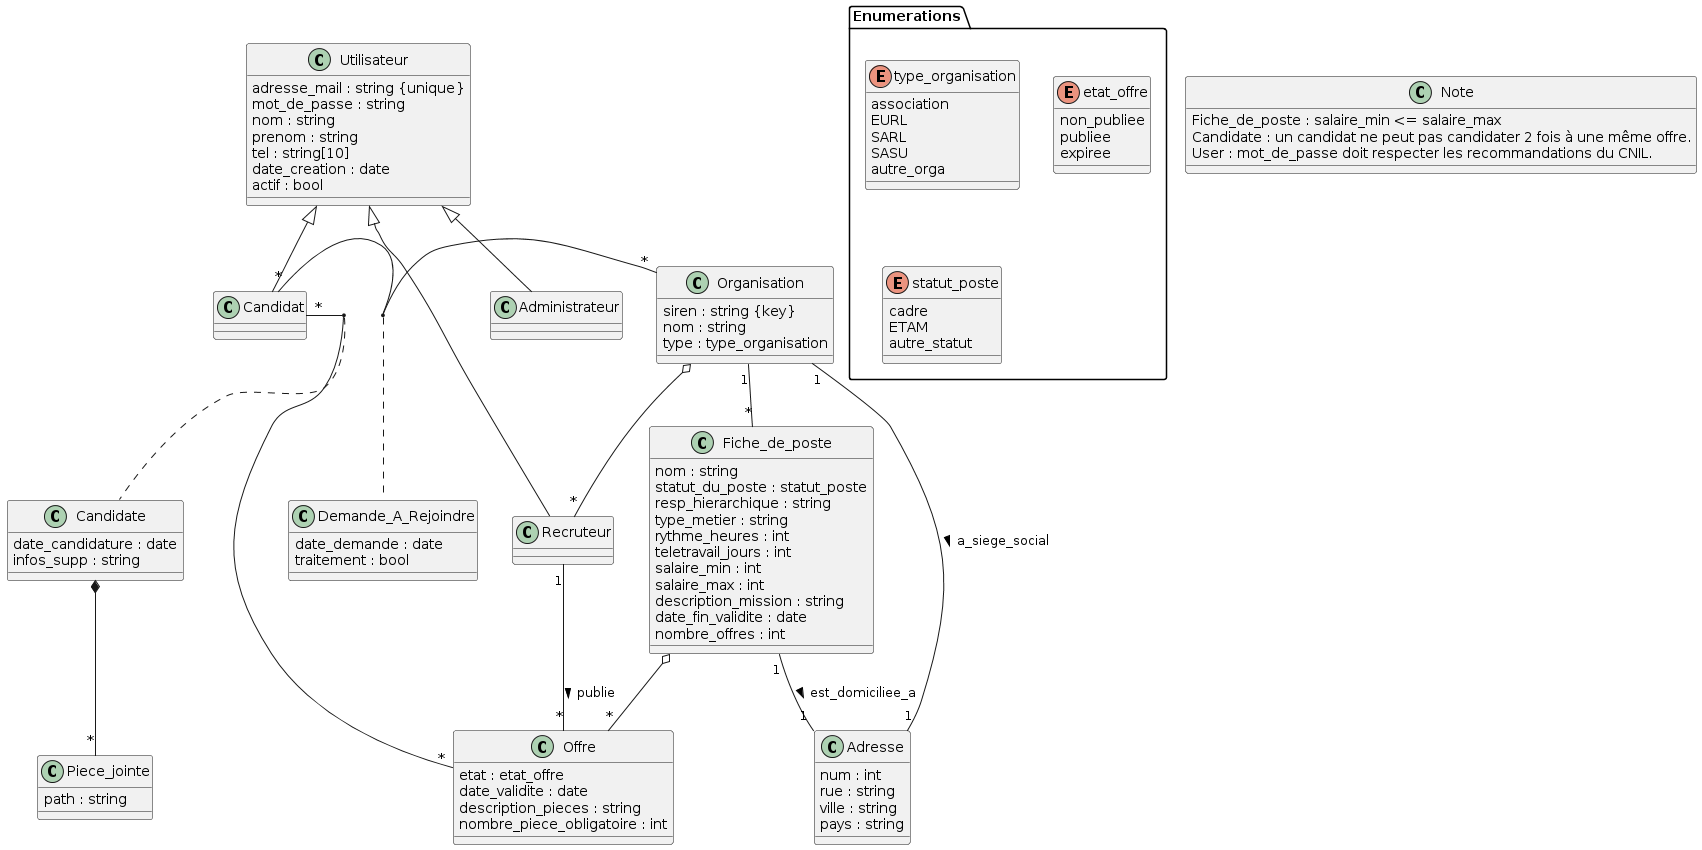 Enumerations
C Utilisateur
adresse_mail : string {unique}
mot_de_passe : string
nom : string
prenom : string
tel : string[10]
date_creation : date
actif : bool
E type_organisation
association
EURL
SARL
SASU
autre_orga
E etat_offre
non_publiee
publiee
expiree
C Note
Fiche_de_poste : salaire_min <= salaire_max
Candidate : un candidat ne peut pas candidater 2 fois à une même offre.
User : mot_de_passe doit respecter les recommandations du CNIL.
*
*
C Candidat
*
C Administrateur
C Organisation
siren : string {key}
nom : string
type : type_organisation
E statut_poste
cadre
ETAM
autre_statut
1
1
*
C Fiche_de_poste
nom : string
statut_du_poste : statut_poste
resp_hierarchique : string
type_metier : string
rythme_heures : int
teletravail_jours : int
salaire_min : int
salaire_max : int
description_mission : string
date_fin_validite : date
nombre_offres : int
C Candidate
date_candidature : date
infos_supp : string
C Demande_A_Rejoindre
date_demande : date
traitement : bool
*
C Recruteur
a_siege_social
1
1
publie
est_domiciliee_a
*
*
*
1
1
*
C Piece_jointe
path : string
C Offre
etat : etat_offre
date_validite : date
description_pieces : string
nombre_piece_obligatoire : int
C Adresse
num : int
rue : string
ville : string
pays : string